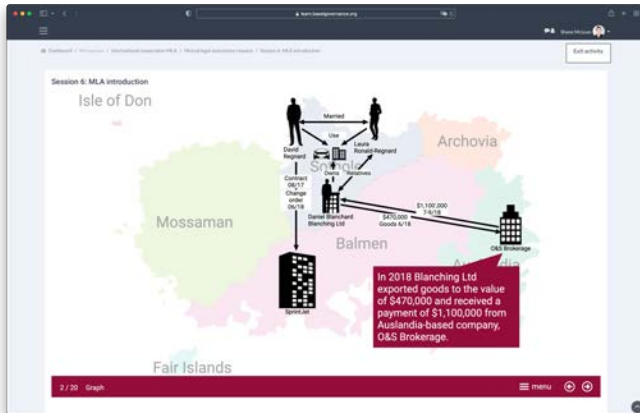 learn.baselgovernance.org
Exit activity
Session 6: MLA introduction
Isle of Don
Married
Use
David
Regnard
Laura
Ronald-Regnard
Archovia
Owns
Relatives
Contract
08/17
Change
order
06/18
Daniel Blanchard
Blanching Ltd
$1,100,000
7-9/18
$470,000
Goods 6/18
Mossaman
Balmen
O&S Brokerage
SprintJet
In 2018 Blanching Ltd
exported goods to the value
of $470,000 and received a
payment of $1,100,000 from
Auslandia-based company,
O&S Brokerage.
Fair Islands
2 / 20 Graph
menu